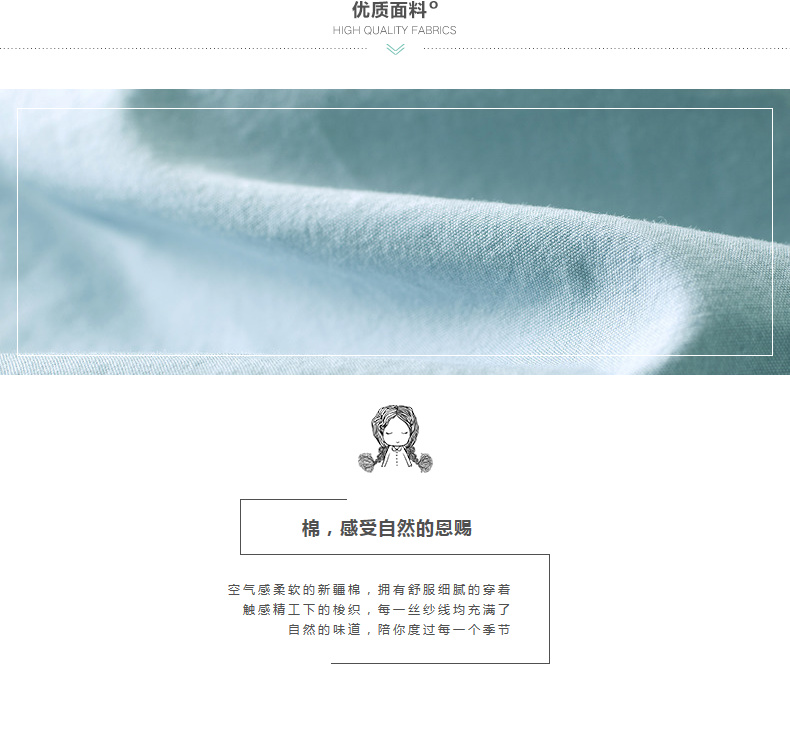 优质面料
HIGH QUALITY FABRICS
棉，感受自然的恩赐
空气感柔软的新疆棉，拥有舒服细腻的穿着
触感精工下的梭织，每一丝纱线均充满了
自然的味道，陪你度过每一个季节